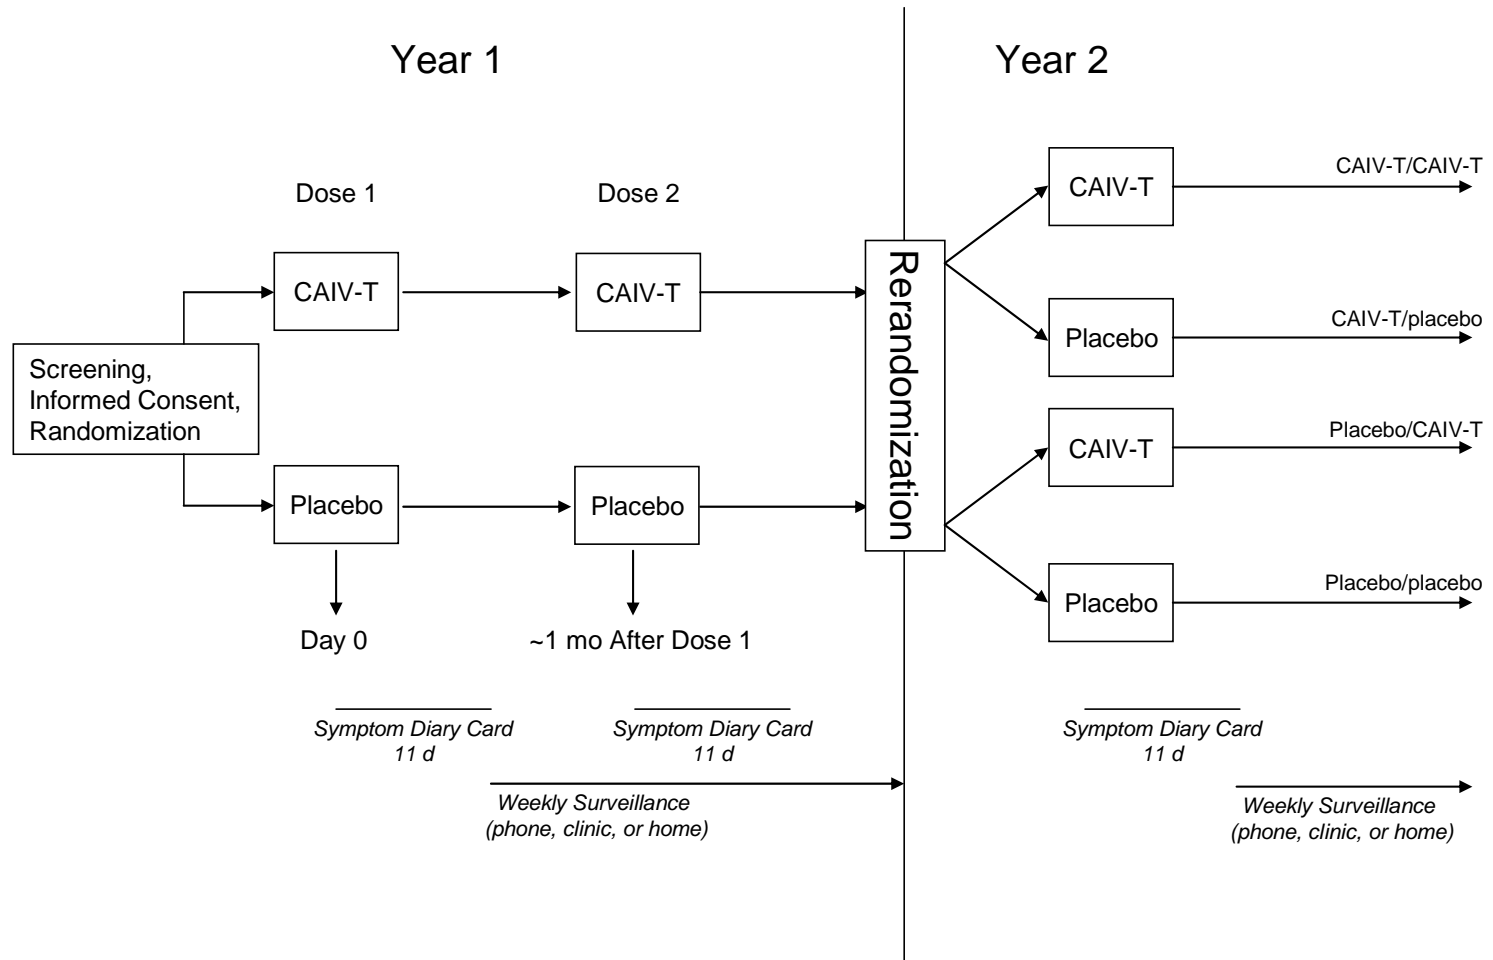 Year 1
Year 2
Dose 1
Dose 2
CAIV-T
CAIV-T
Screening,
Informed Consent,
Randomization
Placebo
Placebo
Day 0
~1 mo After Dose 1
Symptom Diary Card
11 d
Symptom Diary Card
11 d
Weekly Surveillance
(phone, clinic, or home)
Rerandomization
CAIV-T
CAIV-T/CAIV-T
Placebo
CAIV-T/placebo
CAIV-T
Placebo/CAIV-T
Placebo
Placebo/placebo
Symptom Diary Card
11 d
Weekly Surveillance
(phone, clinic, or home)